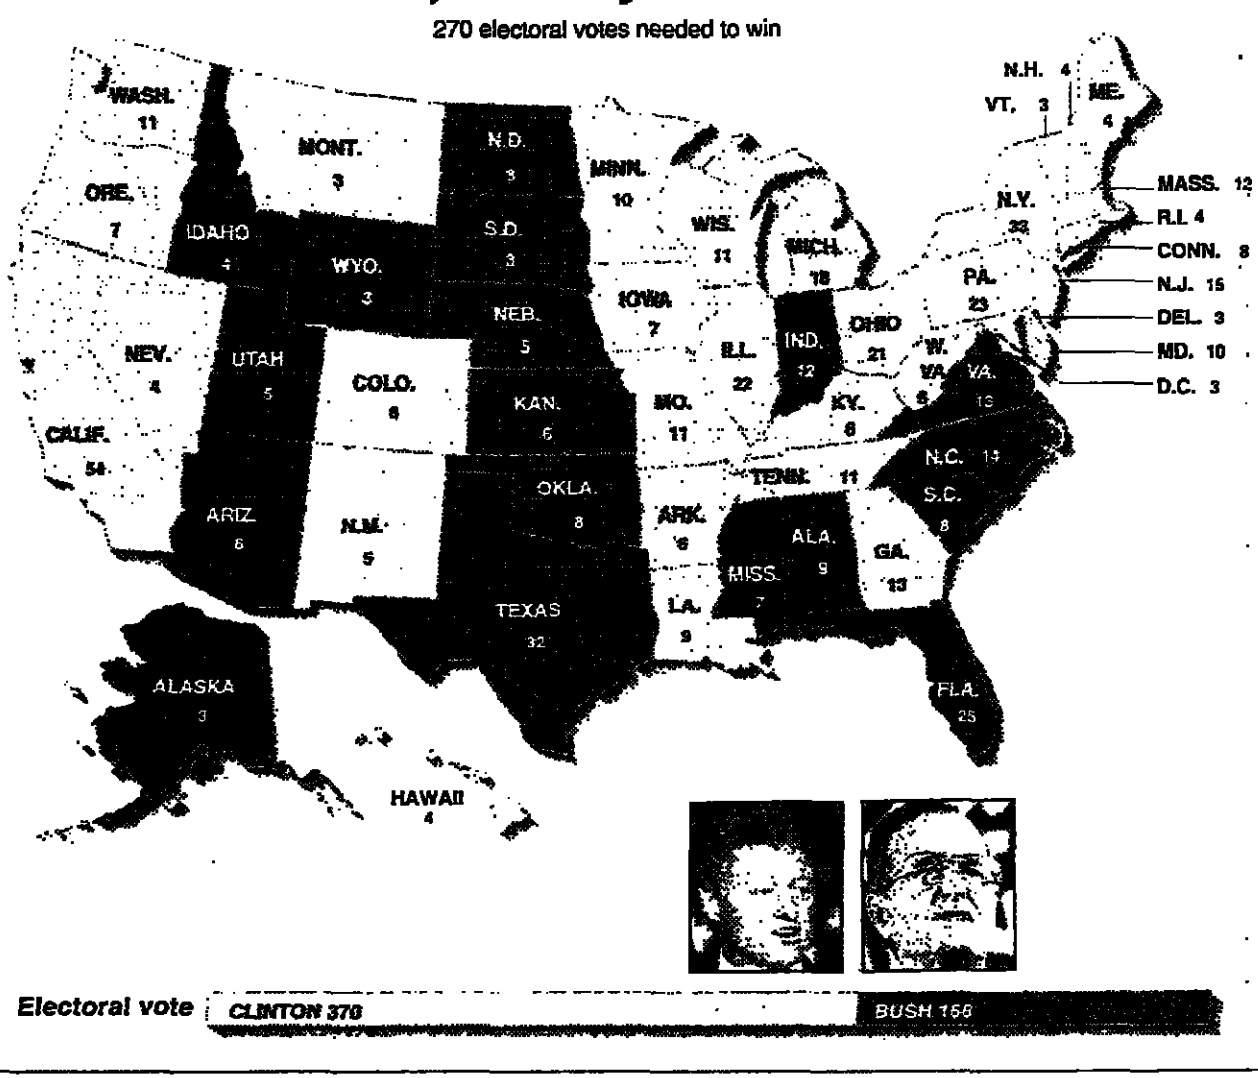 270 electoral votes needed to win
N.H. 4
VT. 3
ME.
4
WASH.
11
MONT.
3
N.D.
3
MINN.
10
ORE.
7
IDAHO
4
WYO.
3
S.D.
3
WIS.
11
MICH.
18
N.Y.
33
MASS. 12
R.I. 4
CONN. 8
N.J. 15
DEL. 3
MD. 10
D.C. 3
PA.
23
NEB.
5
IOWA
7
ILL.
22
IND.
12
OHIO
21
W.
VA.
VA.
13
NEV.
4
UTAH
5
COLO.
KAN.
6
MO.
11
KY.
8
CALIF.
54
TENN. 11
N.C. 14
S.C.
8
ARIZ.
N.M.
5
OKLA.
8
ARK.
6
MISS.
7
ALA.
9
GA.
13
TEXAS
32
LA.
9
FLA.
25
ALASKA
3
HAWAII
4
Electoral vote
CLINTON 370
BUSH